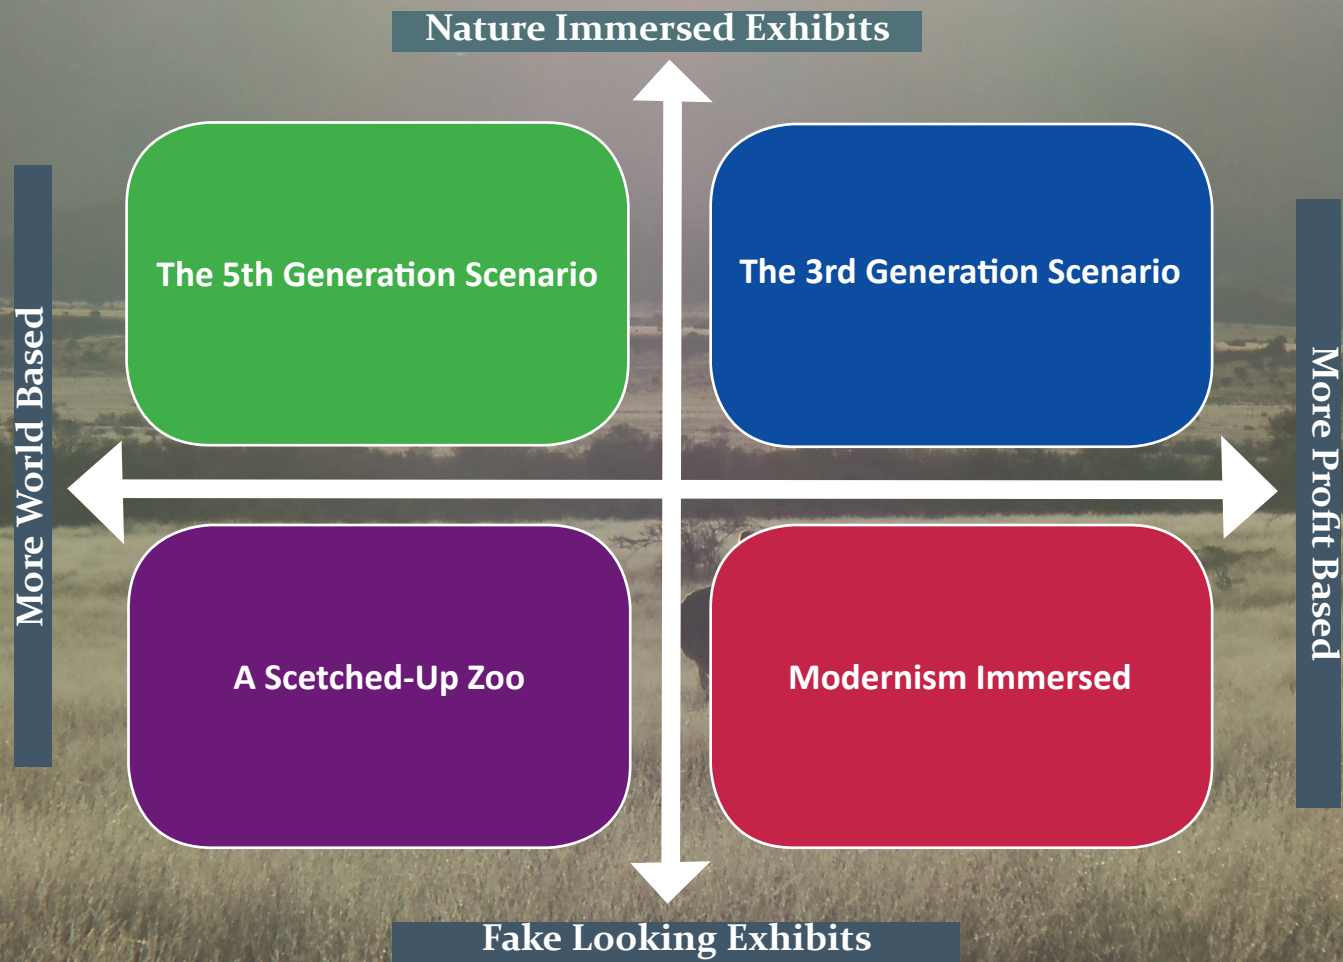 Nature Immersed Exhibits
The 5th Generation Scenario
The 3rd Generation Scenario
More World Based
More Profit Based
A Scetched-Up Zoo
Modernism Immersed
Fake Looking Exhibits